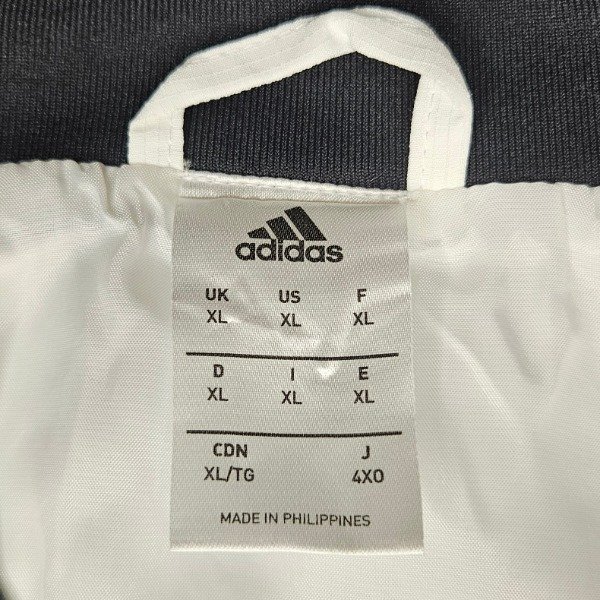 adidas
UK US F
XL XL XL
D I E
XL XL XL
CDN J
XL/TG 4XO
MADE IN PHILIPPINES